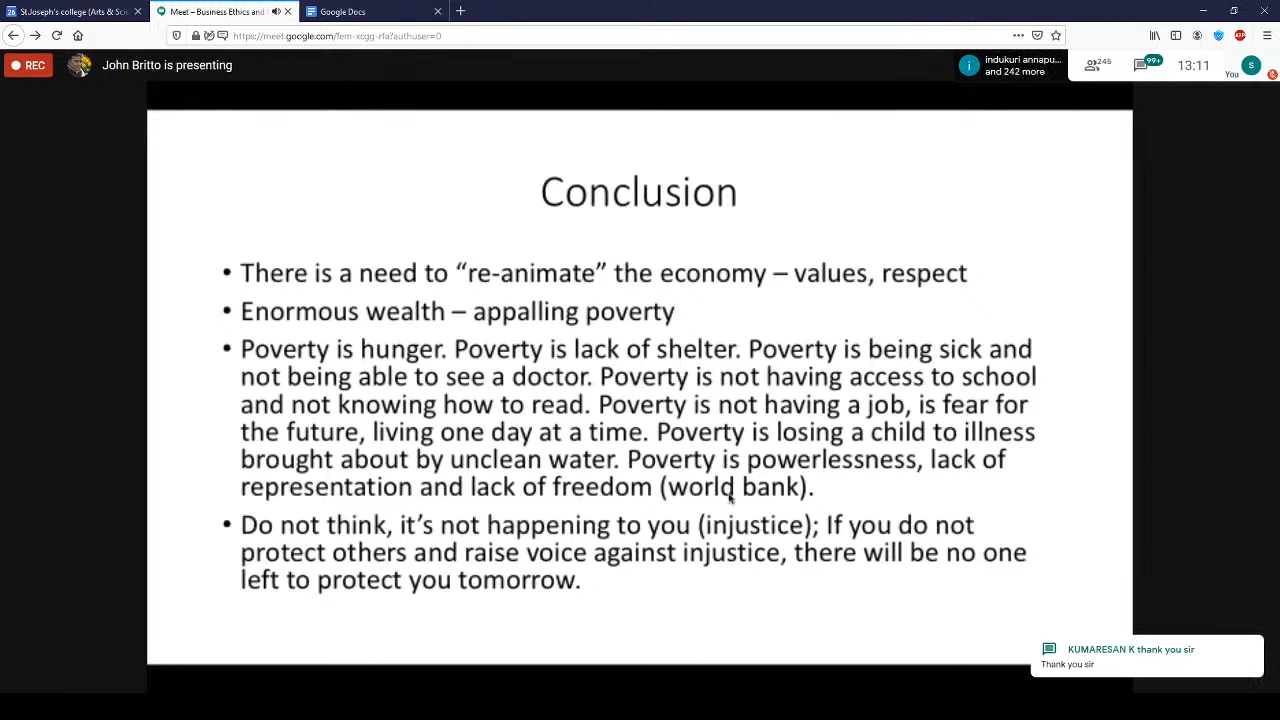 St.Joseph's college (Arts & Sci
Meet – Business Ethics and
Google Docs
https://meet.google.com/fem-xcgg-rfa?authuser=0
REC
John Britto is presenting
indukuri annapu...
and 242 more
245
99+
13:11
You
S
Conclusion
• There is a need to “re-animate” the economy – values, respect
• Enormous wealth – appalling poverty
• Poverty is hunger. Poverty is lack of shelter. Poverty is being sick and
not being able to see a doctor. Poverty is not having access to school
and not knowing how to read. Poverty is not having a job, is fear for
the future, living one day at a time. Poverty is losing a child to illness
brought about by unclean water. Poverty is powerlessness, lack of
representation and lack of freedom (world bank).
• Do not think, it’s not happening to you (injustice); If you do not
protect others and raise voice against injustice, there will be no one
left to protect you tomorrow.
KUMARESAN K thank you sir
Thank you sir